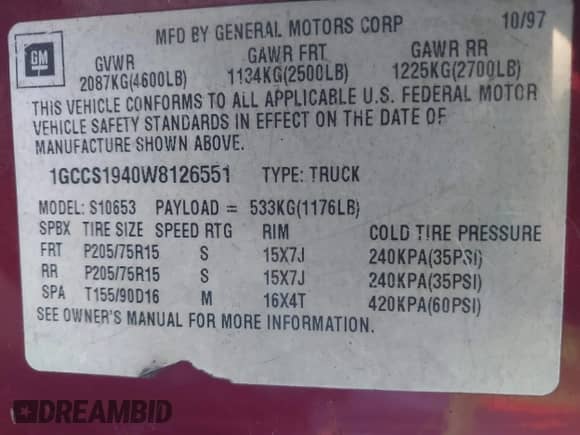 MFD BY GENERAL MOTORS CORP 10/97
GM
GVWR GAWR FRT GAWR RR
2087KG(4600LB) 1134KG(2500LB) 1225KG(2700LB)
THIS VEHICLE CONFORMS TO ALL APPLICABLE U.S. FEDERAL MOTOR
VEHICLE SAFETY STANDARDS IN EFFECT ON THE DATE OF
MANUFACTURE SHOWN ABOVE.
1GCCS1940W8126551 TYPE: TRUCK
MODEL: S10653 PAYLOAD = 533KG(1176LB)
SPBX TIRE SIZE SPEED RTG RIM COLD TIRE PRESSURE
FRT P205/75R15 S 15X7J 240KPA(35PSI)
RR P205/75R15 S 15X7J 240KPA(35PSI)
SPA T155/90D16 M 16X4T 420KPA(60PSI)
SEE OWNER'S MANUAL FOR MORE INFORMATION.
DREAMBID